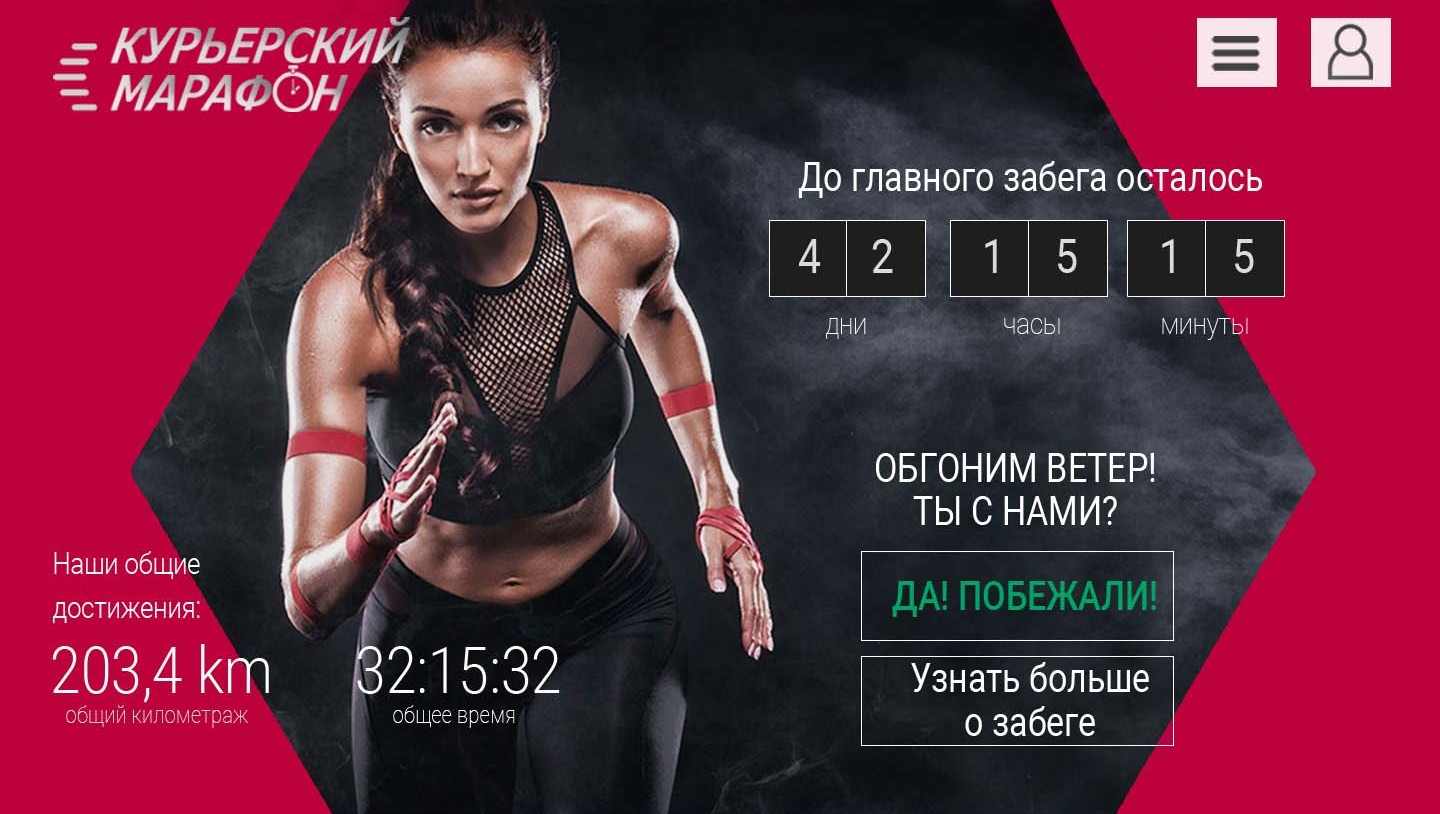 КУРЬЕРСКИЙ
МАРАФОН
До главного забега осталось
4 2 1 5 1 5
дни часы минуты
ОБГОНИМ ВЕТЕР!
ТЫ С НАМИ?
ДА! ПОБЕЖАЛИ!
Узнать больше
о забеге
Наши общие
достижения:
203,4 km 32:15:32
общий километраж общее время